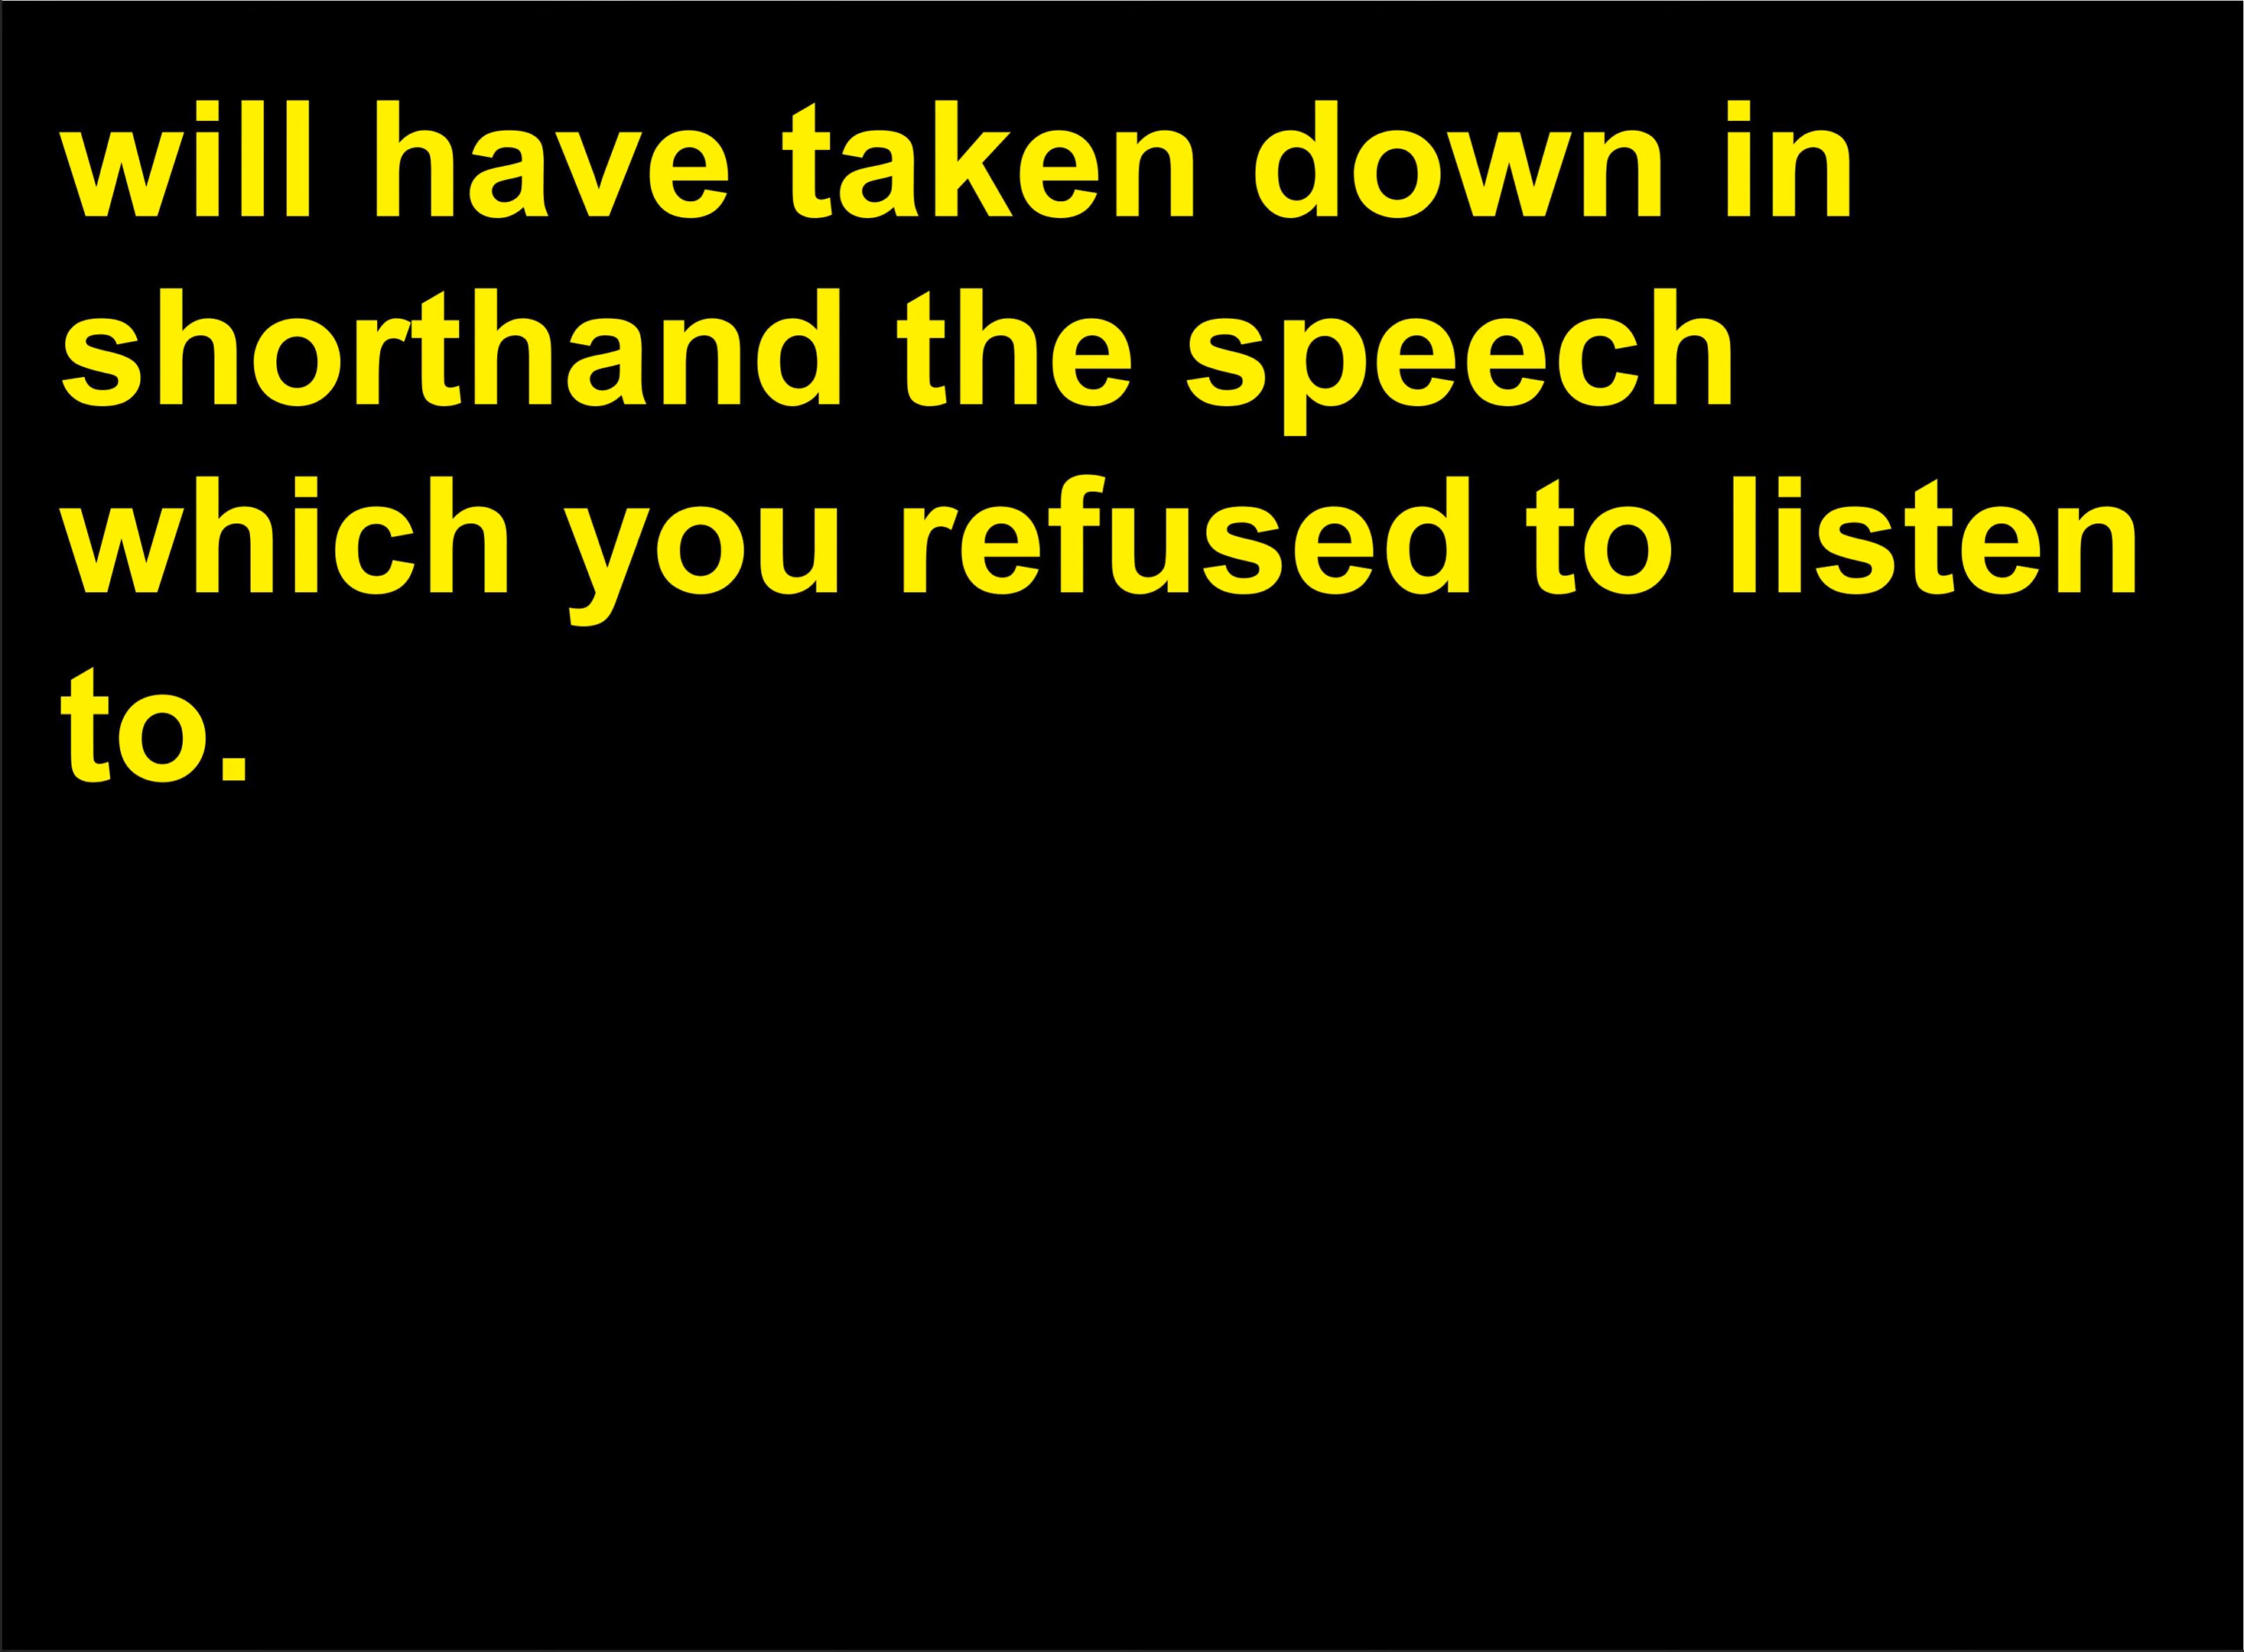 will have taken down in
shorthand the speech
which you refused to listen
to.